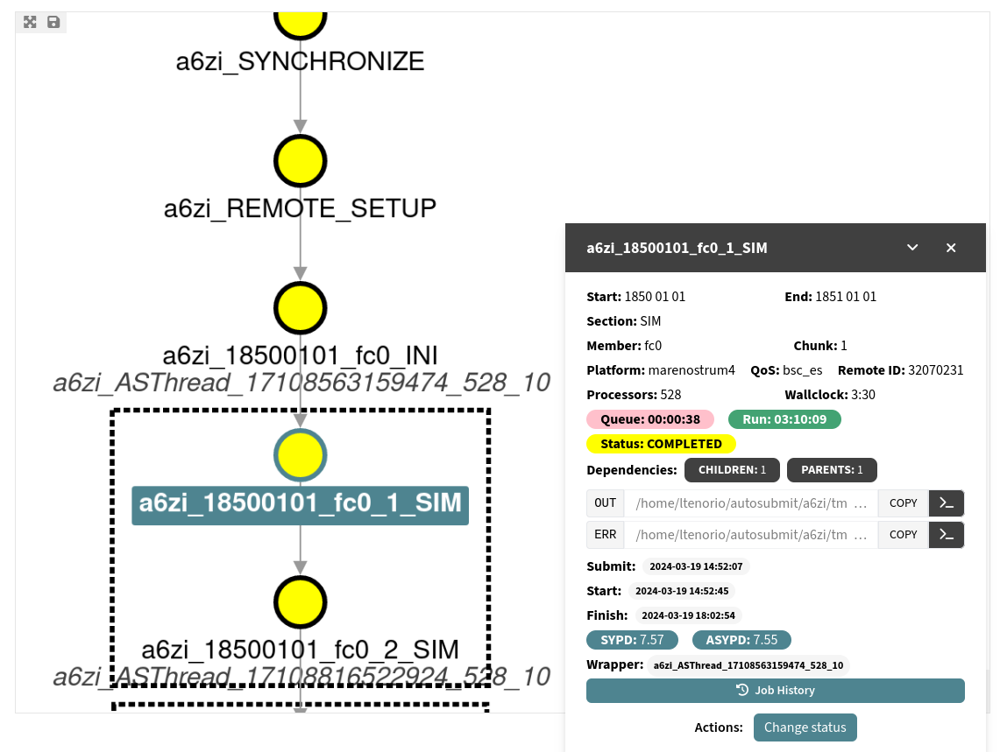 a6zi_SYNCHRONIZE
a6zi_REMOTE_SETUP
a6zi_18500101_fc0_INI
a6zi_ASThread_17108563159474_528_10
a6zi_18500101_fc0_1_SIM
a6zi_18500101_fc0_2_SIM
a6zi_ASThread_17108816522924_528_10
a6zi_18500101_fc0_1_SIM
Start: 1850 01 01 End: 1851 01 01
Section: SIM
Member: fc0 Chunk: 1
Platform: marenostrum4 QoS: bsc_es Remote ID: 32070231
Processors: 528 Wallclock: 3:30
Queue: 00:00:38 Run: 03:10:09
Status: COMPLETED
Dependencies: CHILDREN: 1 PARENTS: 1
OUT /home/ltenorio/autosubmit/a6zi/tm … COPY
ERR /home/ltenorio/autosubmit/a6zi/tm … COPY
Submit: 2024-03-19 14:52:07
Start: 2024-03-19 14:52:45
Finish: 2024-03-19 18:02:54
SYPD: 7.57 ASYPD: 7.55
Wrapper: a6zi_ASThread_17108563159474_528_10
Job History
Actions: Change status